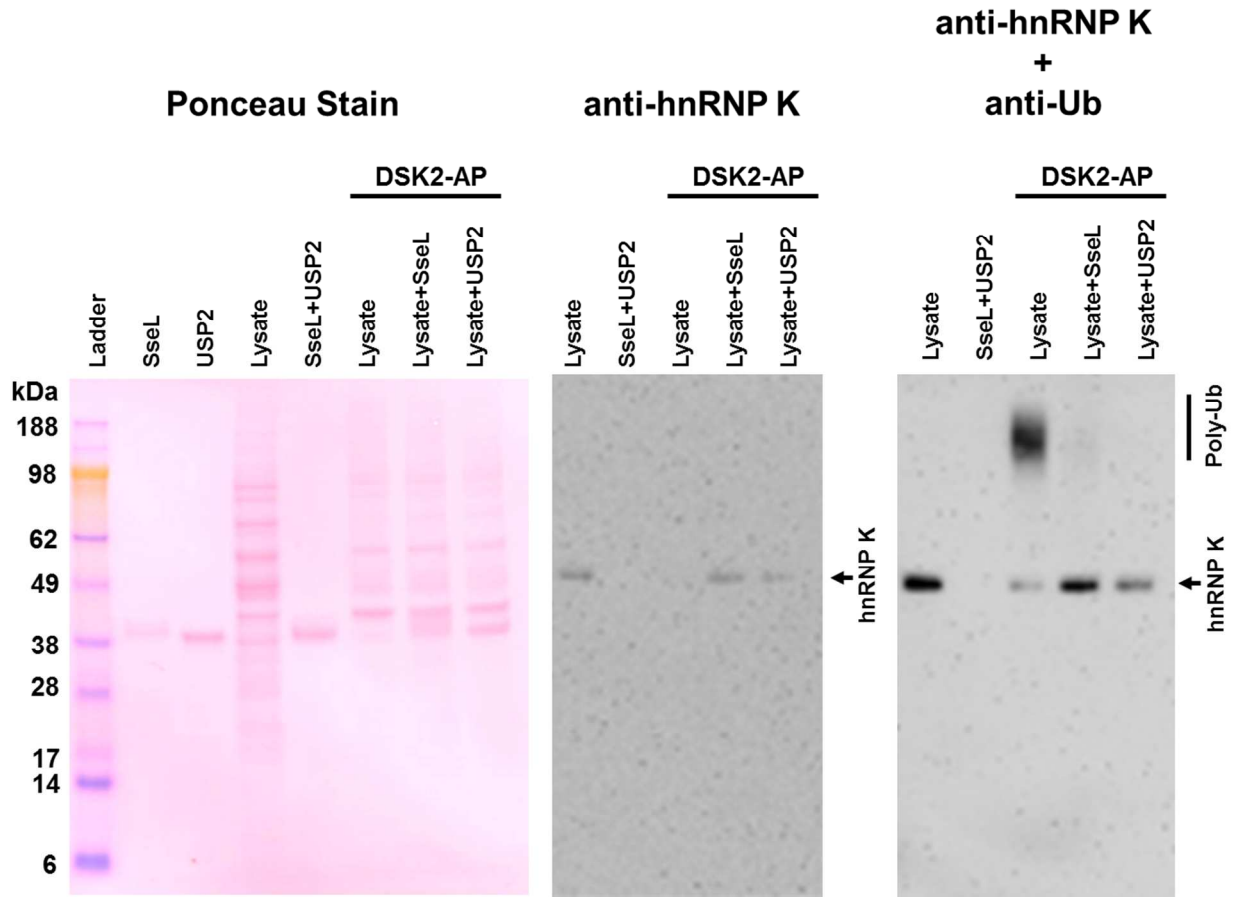 anti-hnRNP K
+
anti-Ub
Ponceau Stain
anti-hnRNP K
DSK2-AP
DSK2-AP
DSK2-AP
Ladder
SseL
USP2
Lysate
SseL+USP2
Lysate
Lysate+SseL
Lysate+USP2
Lysate
SseL+USP2
Lysate
Lysate+SseL
Lysate+USP2
Lysate
SseL+USP2
Lysate
Lysate+SseL
Lysate+USP2
kDa
188
98
62
49
38
28
17
14
6
hnRNP K
Poly-Ub
hnRNP K